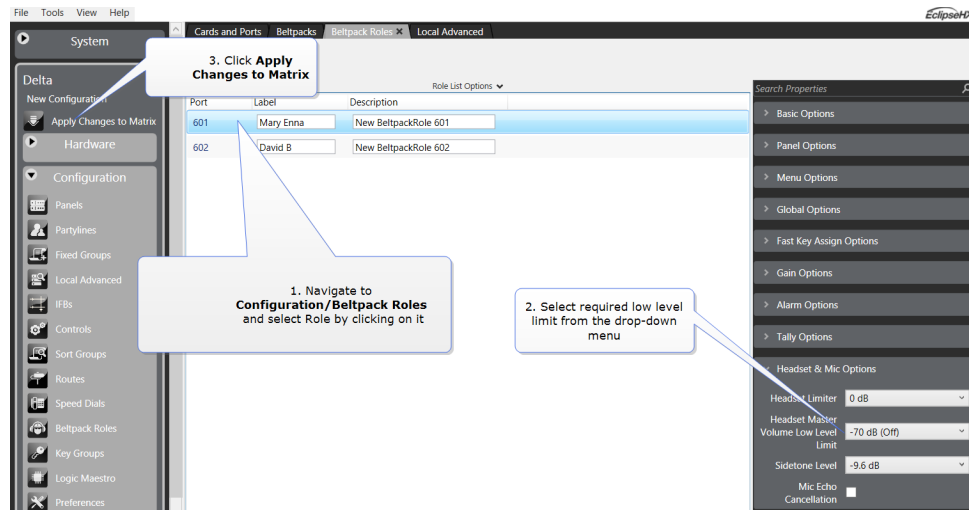 File Tools View Help
EclipseHX
System
Cards and Ports Beltpacks Beltpack Roles × Local Advanced
3. Click Apply
Changes to Matrix
Delta
New Configuration
Apply Changes to Matrix
Hardware
Configuration
Panels
Partylines
Fixed Groups
Local Advanced
IFBs
Controls
Sort Groups
Routes
Speed Dials
Beltpack Roles
Key Groups
Logic Maestro
Preferences
Role List Options
Port Label Description
601 Mary Enna New BeltpackRole 601
602 David B New BeltpackRole 602
1. Navigate to
Configuration/Beltpack Roles
and select Role by clicking on it
2. Select required low level
limit from the drop-down
menu
Search Properties
Basic Options
Panel Options
Menu Options
Global Options
Fast Key Assign Options
Gain Options
Alarm Options
Tally Options
Headset & Mic Options
Headset Limiter 0 dB
Headset Master
Volume Low Level -70 dB (Off)
Limit
Sidetone Level -9.6 dB
Mic Echo
Cancellation